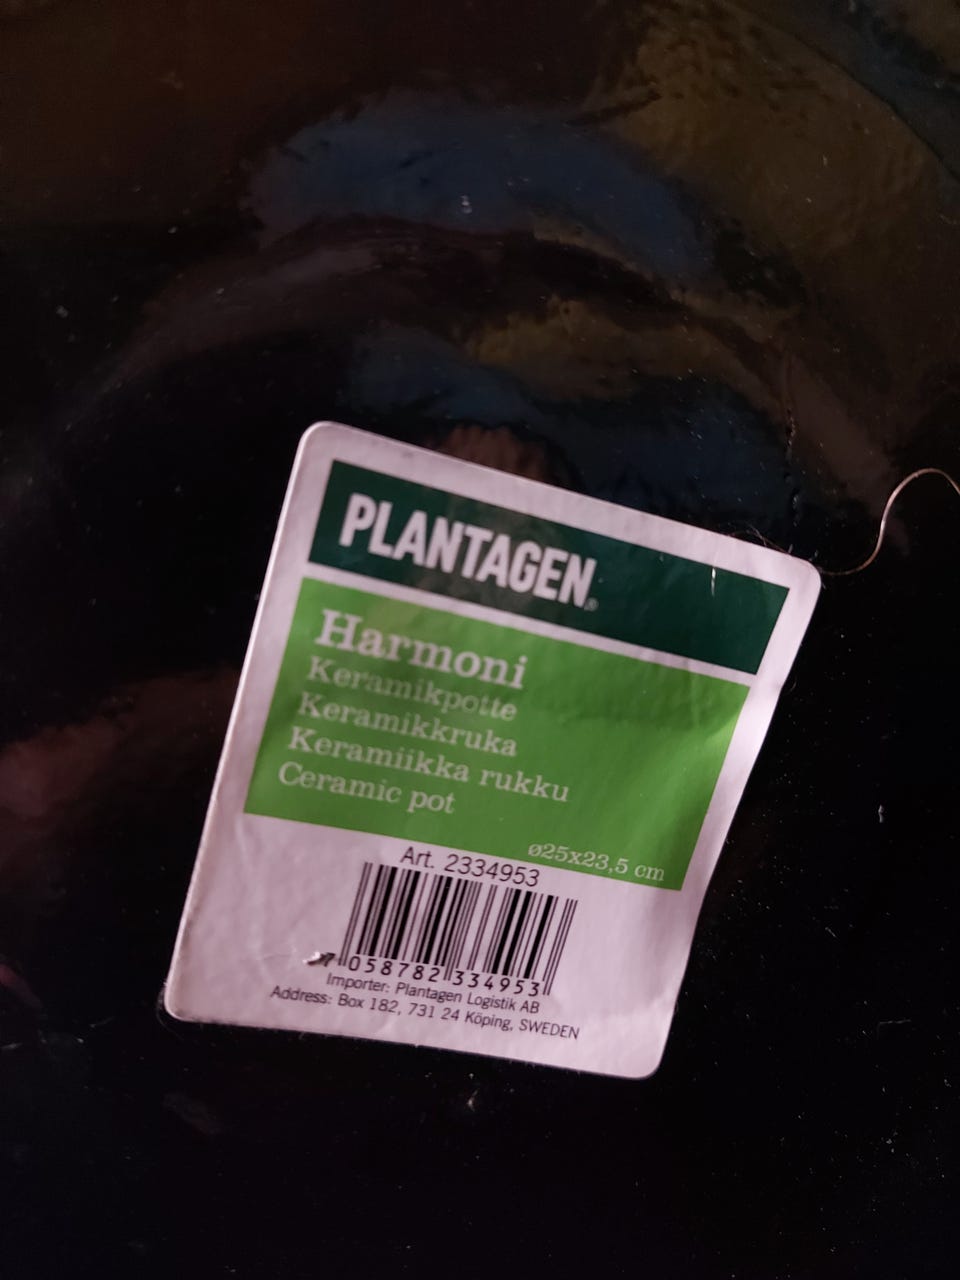 PLANTAGEN®
Harmoni
Keramikpotte
Keramikkruka
Keramiikka rukku
Ceramic pot
ø25x23,5 cm
Art. 2334953
7 058782 334953
Importer: Plantagen Logistik AB
Address: Box 182, 731 24 Köping, SWEDEN